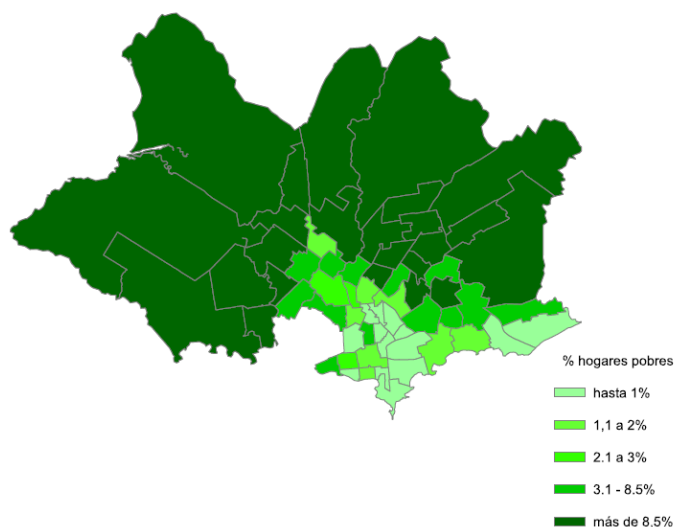 % hogares pobres
hasta 1%
1,1 a 2%
2.1 a 3%
3.1 - 8.5%
más de 8.5%